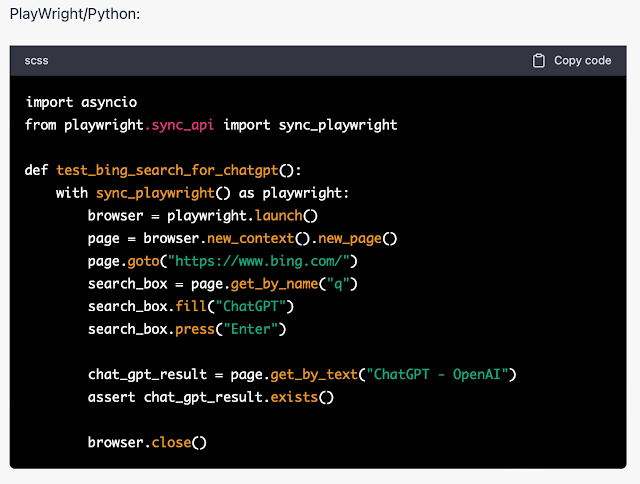 PlayWright/Python:
scss Copy code
import asyncio
from playwright.sync_api import sync_playwright
def test_bing_search_for_chatgpt():
    with sync_playwright() as playwright:
        browser = playwright.launch()
        page = browser.new_context().new_page()
        page.goto("https://www.bing.com/")
        search_box = page.get_by_name("q")
        search_box.fill("ChatGPT")
        search_box.press("Enter")
        chat_gpt_result = page.get_by_text("ChatGPT - OpenAI")
        assert chat_gpt_result.exists()
        browser.close()